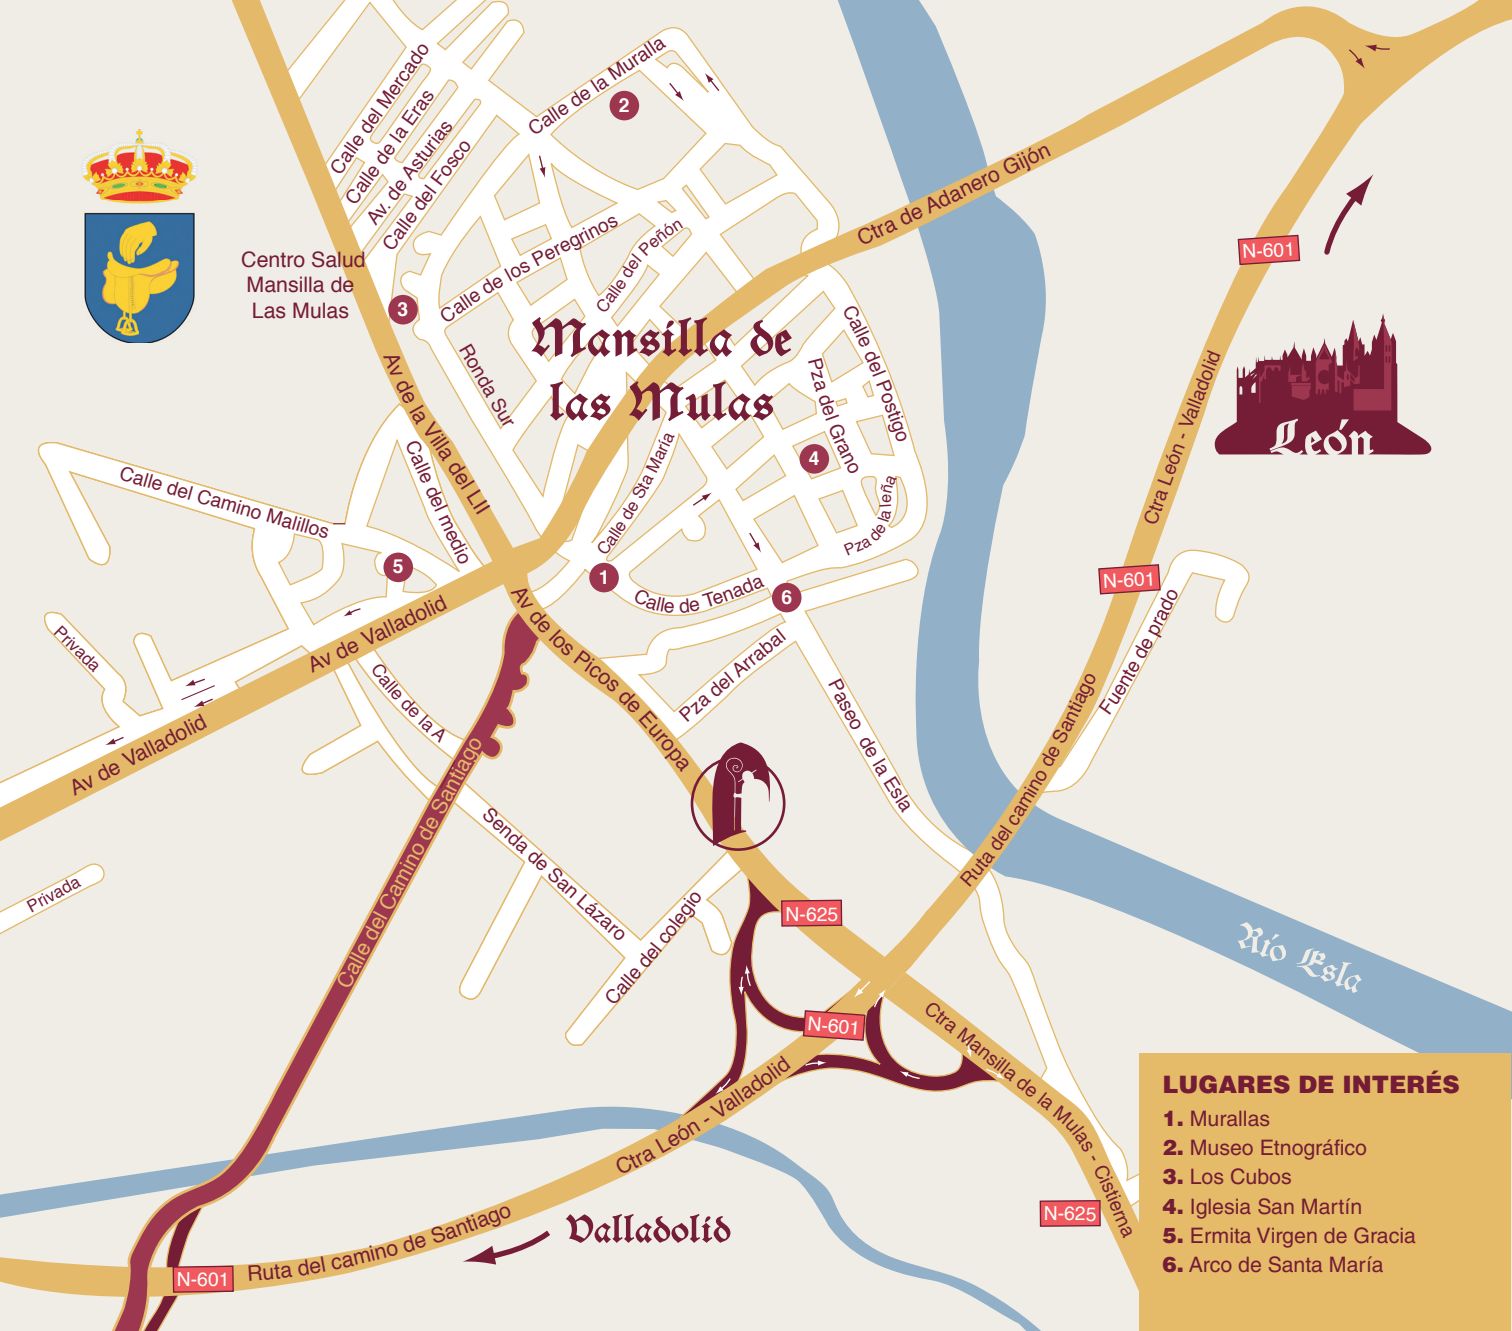 Calle del Mercado
Calle de la Eras
Av. de Asturias
Calle del Fosco
Calle de la Muralla
2
Ctra de Adanero Gijón
N-601
Centro Salud
Mansilla de
Las Mulas
3
Calle de los Peregrinos
Calle del Peñón
Mansilla de
las Mulas
Ronda Sur
Av de la Villa del LII
Calle del medio
Calle del Postigo
Pza del Grano
4
Pza de la leña
Calle de Sta María
1
Calle de Tenada
6
Calle del Camino Malillos
5
Av de Valladolid
Av de Valladolid
Privada
Privada
Calle de la A
Av de los Picos de Europa
Pza del Arrabal
Paseo de la Esla
Ctra León - Valladolid
León
N-601
Fuente de prado
Ruta del camino de Santiago
Calle del Camino de Santiago
Senda de San Lázaro
Calle del colegio
N-625
N-601
Río Esla
Ctra Mansilla de la Mulas - Cistierna
Ctra León - Valladolid
N-625
Valladolid
Ruta del camino de Santiago
N-601
LUGARES DE INTERÉS
1. Murallas
2. Museo Etnográfico
3. Los Cubos
4. Iglesia San Martín
5. Ermita Virgen de Gracia
6. Arco de Santa María